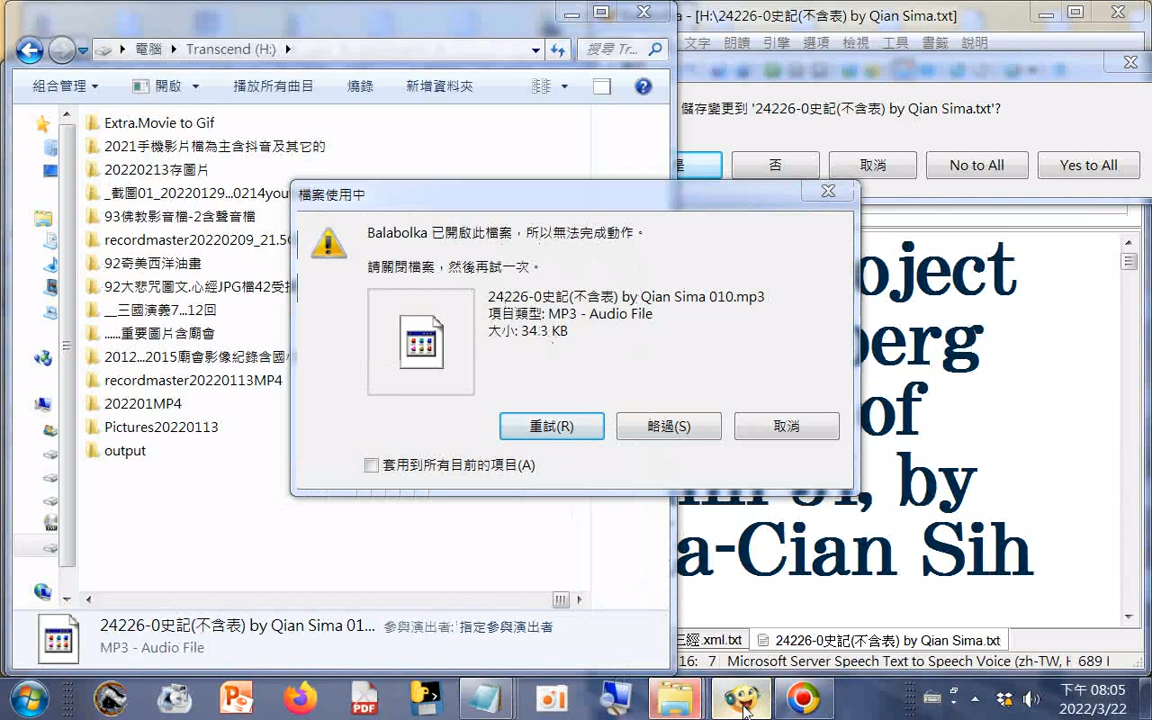 電腦 ▸ Transcend (H:) ▸
搜尋 Tr...
組合管理 開啟 播放所有曲目 燒錄 新增資料夾
Extra.Movie to Gif
2021手機影片檔為主含抖音及其它的
20220213存圖片
_截圖01_20220129...0214you
93佛教影音檔-2含聲音檔
recordmaster20220209_21.5
92奇美西洋油畫
92大悲咒圖文.心經JPG檔42受
__三國演義7...12回
......重要圖片含廟會
2012...2015廟會影像紀錄含國
recordmaster20220113MP4
202201MP4
Pictures20220113
output
24226-0史記(不含表) by Qian Sima 01... 參與演出者: 指定參與演出者
MP3 - Audio File
a - [H:\24226-0史記(不含表) by Qian Sima.txt]
文字 朗讀 引擎 選項 檢視 工具 書籤 說明
儲存變更到 '24226-0史記(不含表) by Qian Sima.txt'?
是 否 取消 No to All Yes to All
檔案使用中
Balabolka 已開啟此檔案，所以無法完成動作。
請關閉檔案，然後再試一次。
24226-0史記(不含表) by Qian Sima 010.mp3
項目類型: MP3 - Audio File
大小: 34.3 KB
重試(R) 略過(S) 取消
套用到所有目前的項目(A)
oject
berg
of
, by
a-Cian Sih
三經.xml.txt 24226-0史記(不含表) by Qian Sima.txt
16: 7 Microsoft Server Speech Text to Speech Voice (zh-TW, H 689 I
PDF
下午 08:05
2022/3/22